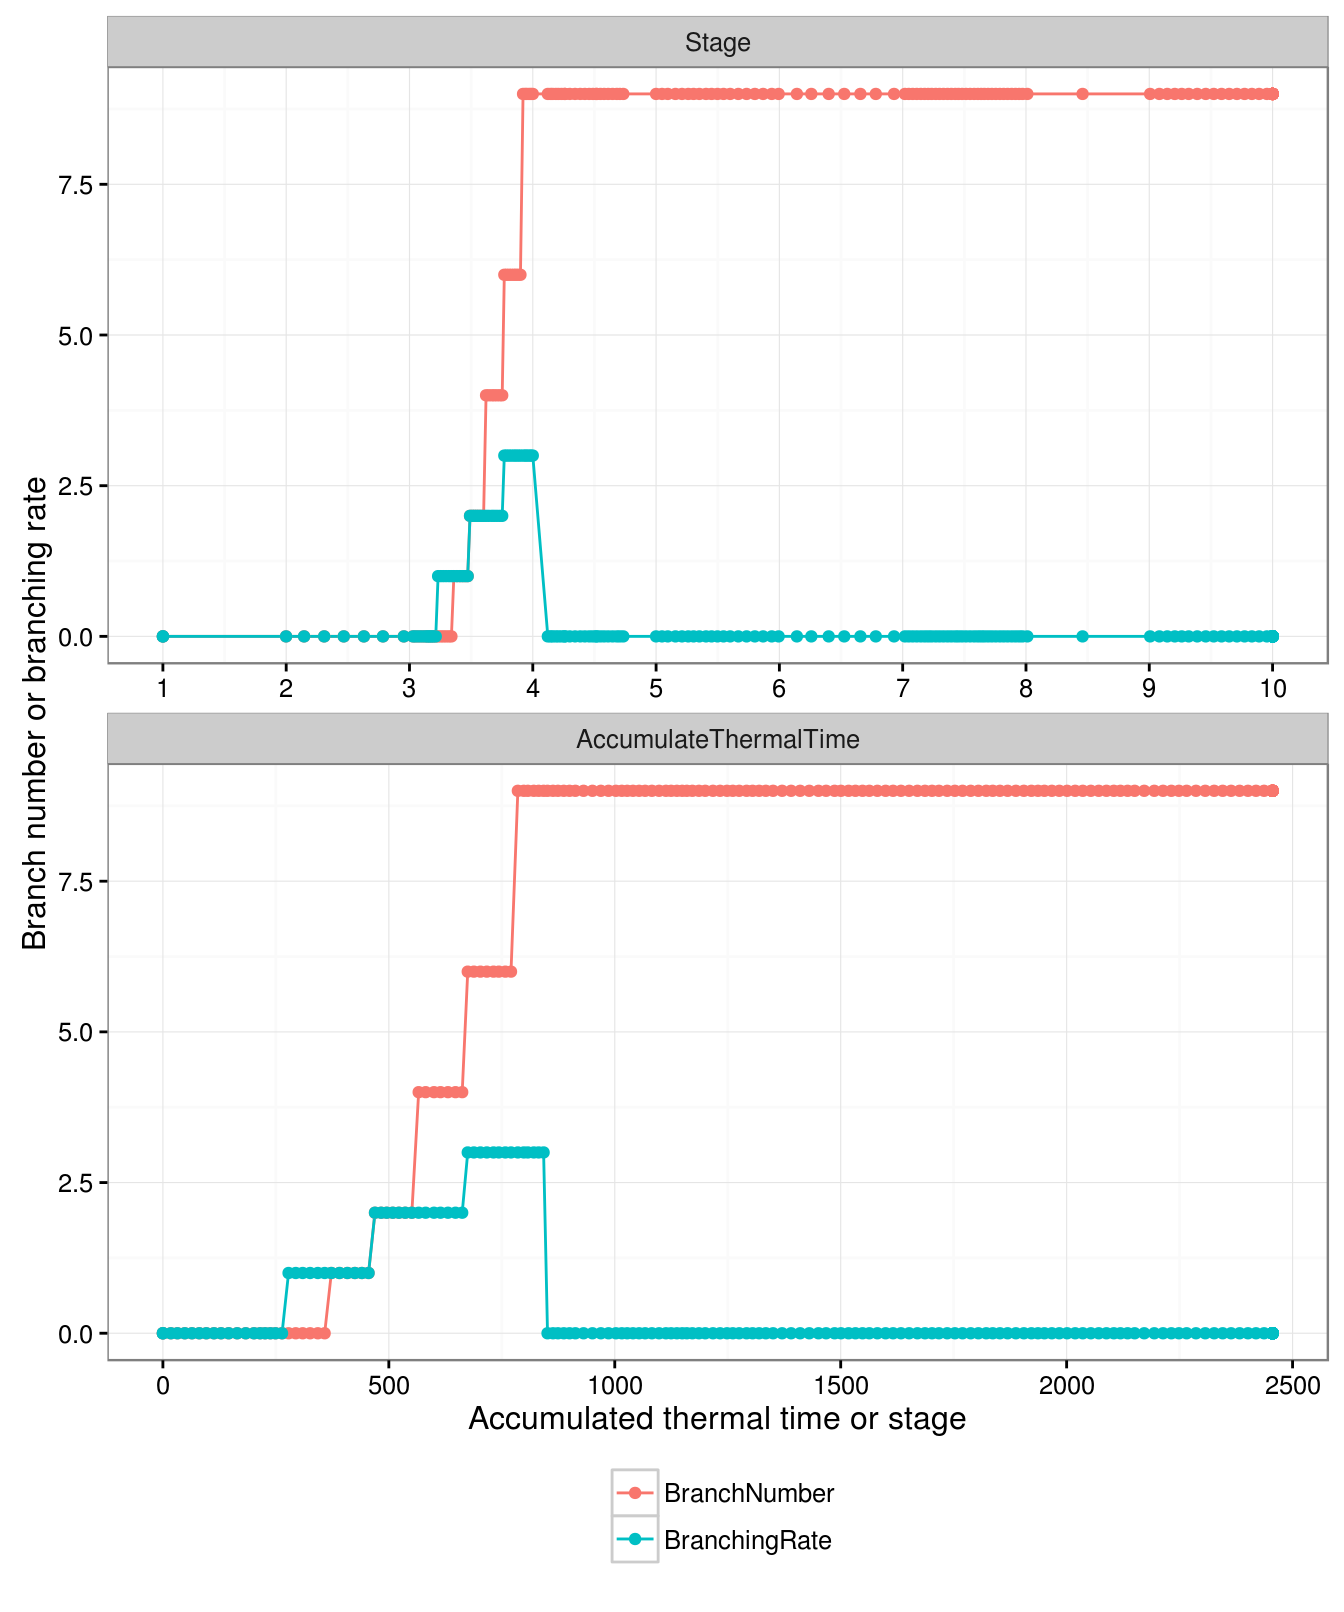 Stage
7.5
5.0
2.5
0.0
1 2 3 4 5 6 7 8 9 10
Branch number or branching rate
AccumulateThermalTime
7.5
5.0
2.5
0.0
0 500 1000 1500 2000 2500
Accumulated thermal time or stage
BranchNumber
BranchingRate